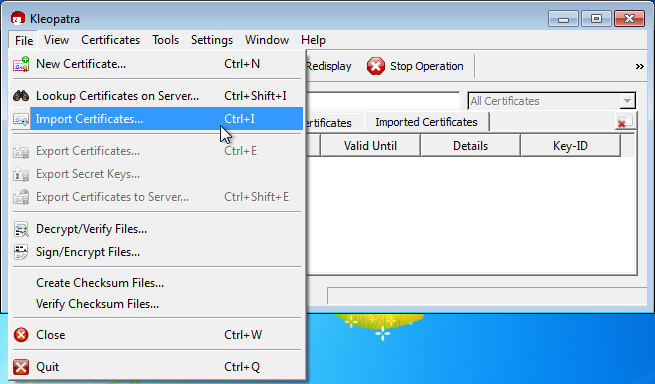 Kleopatra
File View Certificates Tools Settings Window Help
New Certificate... Ctrl+N
Redisplay Stop Operation »
Lookup Certificates on Server... Ctrl+Shift+I
All Certificates
Import Certificates... Ctrl+I
rtificates Imported Certificates
Valid Until Details Key-ID
Export Certificates... Ctrl+E
Export Secret Keys...
Export Certificates to Server... Ctrl+Shift+E
Decrypt/Verify Files...
Sign/Encrypt Files...
Create Checksum Files...
Verify Checksum Files...
Close Ctrl+W
Quit Ctrl+Q